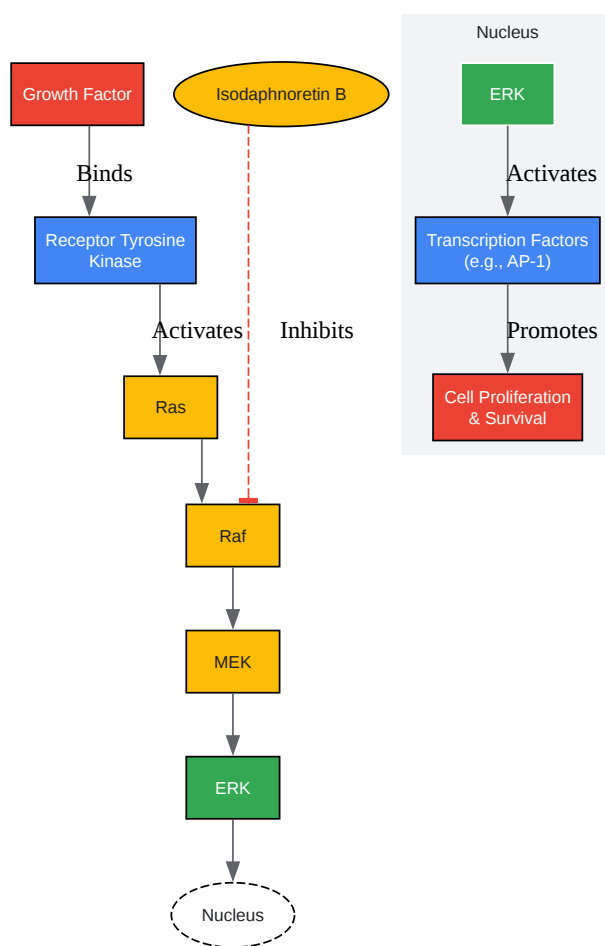 Nucleus
Growth Factor
Isodaphnoretin B
ERK
Binds
Activates
Receptor Tyrosine
Kinase
Transcription Factors
(e.g., AP-1)
Activates
Inhibits
Promotes
Ras
Cell Proliferation
& Survival
Raf
MEK
ERK
Nucleus